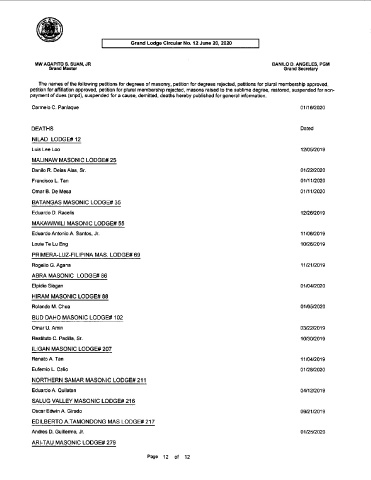 Grand Lodge Circular No. 12 June 30, 2020
MW AGAPITO S. SUAN, JR
Grand Master
DANILO D. ANGELES, PGM
Grand Secretary
The names of the following petitions for degrees of masonry, petition for degrees rejected, petitions for plural membership approved,
petition for affiliation approved, petition for plural membership rejected, masons raised to the sublime degree, restored, suspended for non-
payment of dues (snpd), suspended for a cause, demitted, deaths hereby published for general information.
Carmelo C. Panlaque 01/16/2020
DEATHS Dated
NILAD LODGE# 12
Luis Lee Loo 12/05/2019
MALINAW MASONIC LODGE# 25
Danilo R. Delas Alas, Sr. 01/22/2020
Francisco L. Tan 01/11/2020
Omar B. De Mesa 01/11/2020
BATANGAS MASONIC LODGE# 35
Eduardo D. Racelis 12/28/2019
MAKAWIWILI MASONIC LODGE# 55
Eduardo Antonio A. Santos, Jr. 11/06/2019
Louie Te Lu Eng 10/26/2019
PRIMERA-LUZ-FILIPINA MAS. LODGE# 69
Rogelio G. Agana 11/21/2019
ABRA MASONIC LODGE# 86
Elpidio Siagan 01/04/2020
HIRAM MASONIC LODGE# 88
Rolando M. Chua 01/05/2020
BUD DAHO MASONIC LODGE# 102
Omar U. Amin 03/22/2019
Restituto C. Padilla, Sr. 10/30/2019
ILIGAN MASONIC LODGE# 207
Renato A. Tan 11/04/2019
Eufemio L. Calio 01/28/2020
NORTHERN SAMAR MASONIC LODGE# 211
Eduardo A. Quilatan 04/12/2019
SALUG VALLEY MASONIC LODGE# 216
Oscar Edwin A. Girado 09/21/2019
EDILBERTO A.TAMONDONG MAS LODGE# 217
Andres D. Guillermo, Jr. 01/25/2020
ARI-TAU MASONIC LODGE# 279
Page 12 of 12